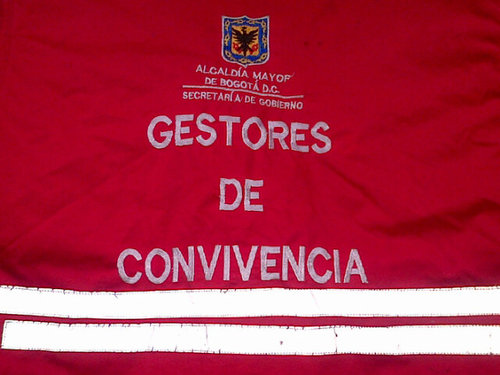 ALCALDÍA MAYOR
DE BOGOTÁ D.C.
SECRETARÍA DE GOBIERNO
GESTORES
DE
CONVIVENCIA